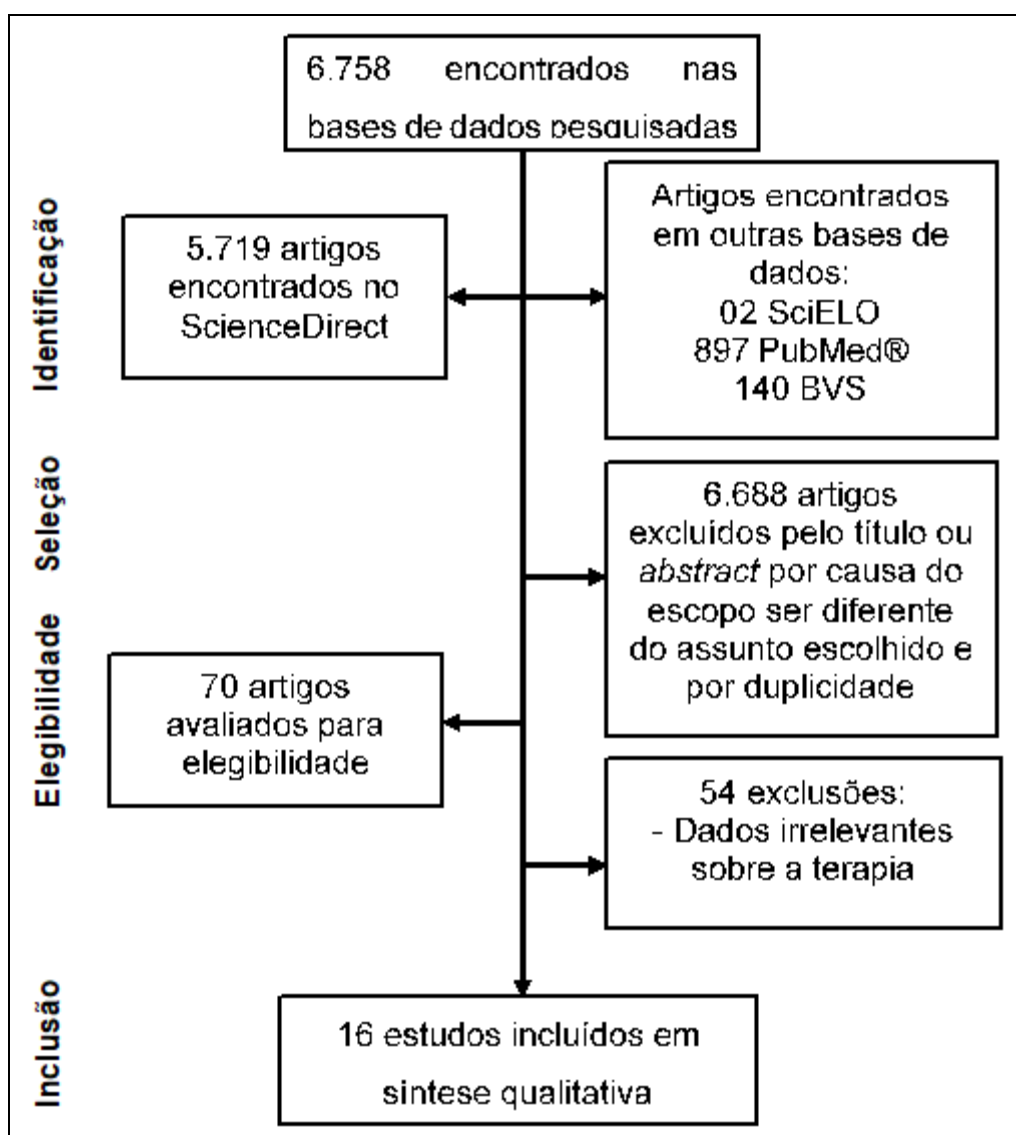 6.758 encontrados nas
bases de dados pesquisadas
Identificação
5.719 artigos
encontrados no
ScienceDirect
Artigos encontrados
em outras bases de
dados:
02 SciELO
897 PubMed®
140 BVS
Seleção
6.688 artigos
excluídos pelo título ou
abstract por causa do
escopo ser diferente
do assunto escolhido e
por duplicidade
Elegibilidade
70 artigos
avaliados para
elegibilidade
54 exclusões:
- Dados irrelevantes
sobre a terapia
Inclusão
16 estudos incluídos em
síntese qualitativa